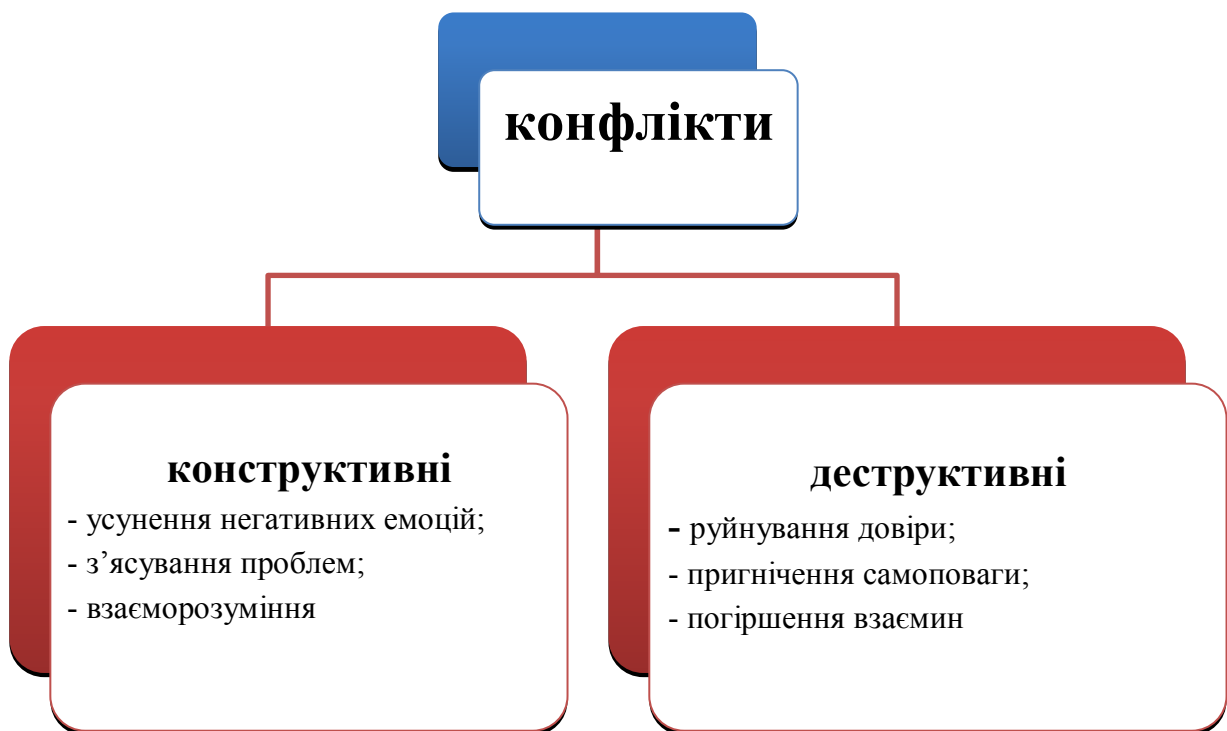 конфлікти
конструктивні
- усунення негативних емоцій;
- з’ясування проблем;
- взаєморозуміння
деструктивні
- руйнування довіри;
- пригнічення самоповаги;
- погіршення взаємин